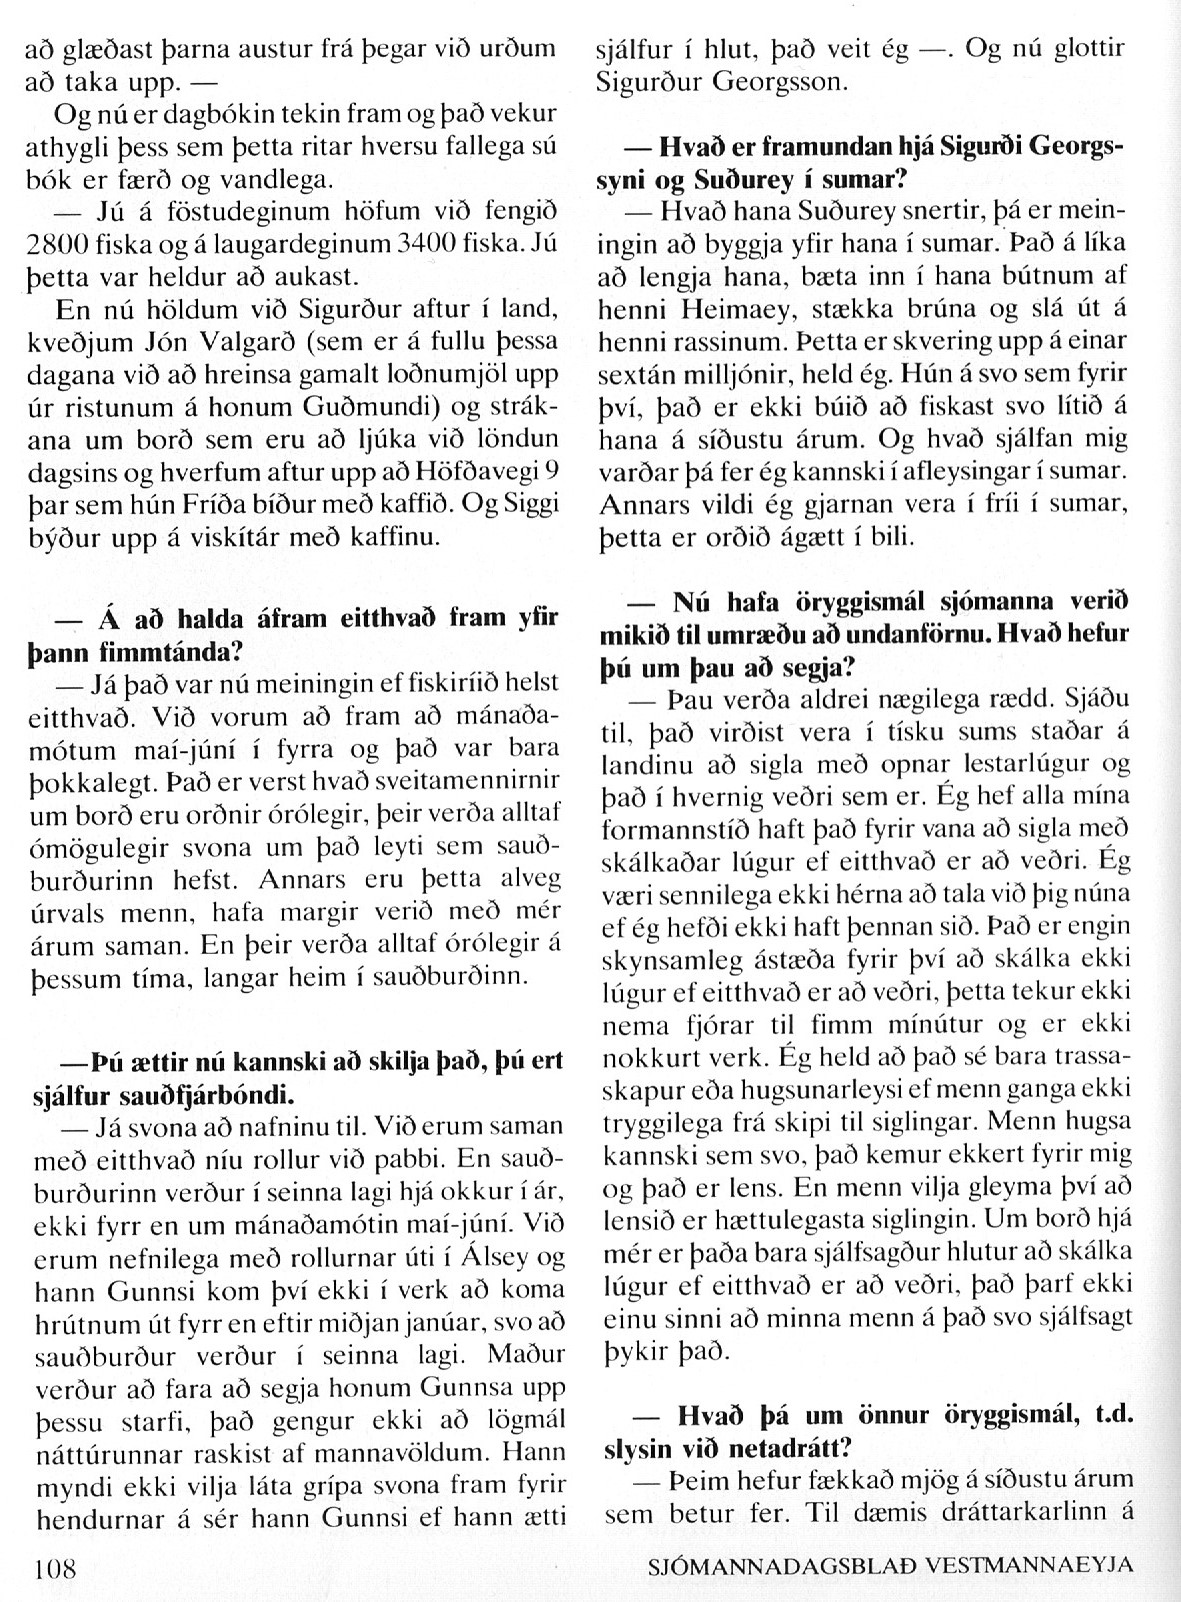 að glæðast þarna austur frá þegar við urðum
að taka upp. —
Og nú er dagbókin tekin fram og það vekur
athygli þess sem þetta ritar hversu fallega sú
bók er færð og vandlega.
— Jú á föstudeginum höfum við fengið
2800 fiska og á laugardeginum 3400 fiska. Jú
þetta var heldur að aukast.
En nú höldum við Sigurður aftur í land,
kveðjum Jón Valgarð (sem er á fullu þessa
dagana við að hreinsa gamalt loðnumjöl upp
úr ristunum á honum Guðmundi) og strák-
ana um borð sem eru að ljúka við löndun
dagsins og hverfum aftur upp að Höfðavegi 9
þar sem hún Fríða bíður með kaffið. Og Siggi
býður upp á viskítár með kaffinu.
— Á að halda áfram eitthvað fram yfir
þann fimmtánda?
— Já það var nú meiningin ef fiskiríið helst
eitthvað. Við vorum að fram að mánaða-
mótum maí-júní í fyrra og það var bara
þokkalegt. Það er verst hvað sveitamennirnir
um borð eru orðnir órólegir, þeir verða alltaf
ómögulegir svona um það leyti sem sauð-
burðurinn hefst. Annars eru þetta alveg
úrvals menn, hafa margir verið með mér
árum saman. En þeir verða alltaf órólegir á
þessum tíma, langar heim í sauðburðinn.
—Þú ættir nú kannski að skilja það, þú ert
sjálfur sauðfjárbóndi.
— Já svona að nafninu til. Við erum saman
með eitthvað níu rollur við pabbi. En sauð-
burðurinn verður í seinna lagi hjá okkur í ár,
ekki fyrr en um mánaðamótin maí-júní. Við
erum nefnilega með rollurnar úti í Álsey og
hann Gunnsi kom því ekki í verk að koma
hrútnum út fyrr en eftir miðjan janúar, svo að
sauðburður verður í seinna lagi. Maður
verður að fara að segja honum Gunnsa upp
þessu starfi, það gengur ekki að lögmál
náttúrunnar raskist af mannavöldum. Hann
myndi ekki vilja láta grípa svona fram fyrir
hendurnar á sér hann Gunnsi ef hann ætti
sjálfur í hlut, það veit ég —. Og nú glottir
Sigurður Georgsson.
— Hvað er framundan hjá Sigurði Georgs-
syni og Suðurey í sumar?
— Hvað hana Suðurey snertir, þá er mein-
ingin að byggja yfir hana í sumar. Það á líka
að lengja hana, bæta inn í hana bútnum af
henni Heimaey, stækka brúna og slá út á
henni rassinum. Þetta er skvering upp á einar
sextán milljónir, held ég. Hún á svo sem fyrir
því, það er ekki búið að fiskast svo lítið á
hana á síðustu árum. Og hvað sjálfan mig
varðar þá fer ég kannski í afleysingar í sumar.
Annars vildi ég gjarnan vera í fríi í sumar,
þetta er orðið ágætt í bili.
— Nú hafa öryggismál sjómanna verið
mikið til umræðu að undanförnu. Hvað hefur
þú um þau að segja?
— Þau verða aldrei nægilega rædd. Sjáðu
til, það virðist vera í tísku sums staðar á
landinu að sigla með opnar lestarlúgur og
það í hvernig veðri sem er. Ég hef alla mína
formannstíð haft það fyrir vana að sigla með
skálkaðar lúgur ef eitthvað er að veðri. Ég
væri sennilega ekki hérna að tala við þig núna
ef ég hefði ekki haft þennan sið. Það er engin
skynsamleg ástæða fyrir því að skálka ekki
lúgur ef eitthvað er að veðri, þetta tekur ekki
nema fjórar til fimm mínútur og er ekki
nokkurt verk. Ég held að það sé bara trassa-
skapur eða hugsunarleysi ef menn ganga ekki
tryggilega frá skipi til siglingar. Menn hugsa
kannski sem svo, það kemur ekkert fyrir mig
og það er lens. En menn vilja gleyma því að
lensið er hættulegasta siglingin. Um borð hjá
mér er þaða bara sjálfsagður hlutur að skálka
lúgur ef eitthvað er að veðri, það þarf ekki
einu sinni að minna menn á það svo sjálfsagt
þykir það.
— Hvað þá um önnur öryggismál, t.d.
slysin við netadrátt?
— Þeim hefur fækkað mjög á síðustu árum
sem betur fer. Til dæmis dráttarkarlinn á
108
SJÓMANNADAGSBLAÐ VESTMANNAEYJA